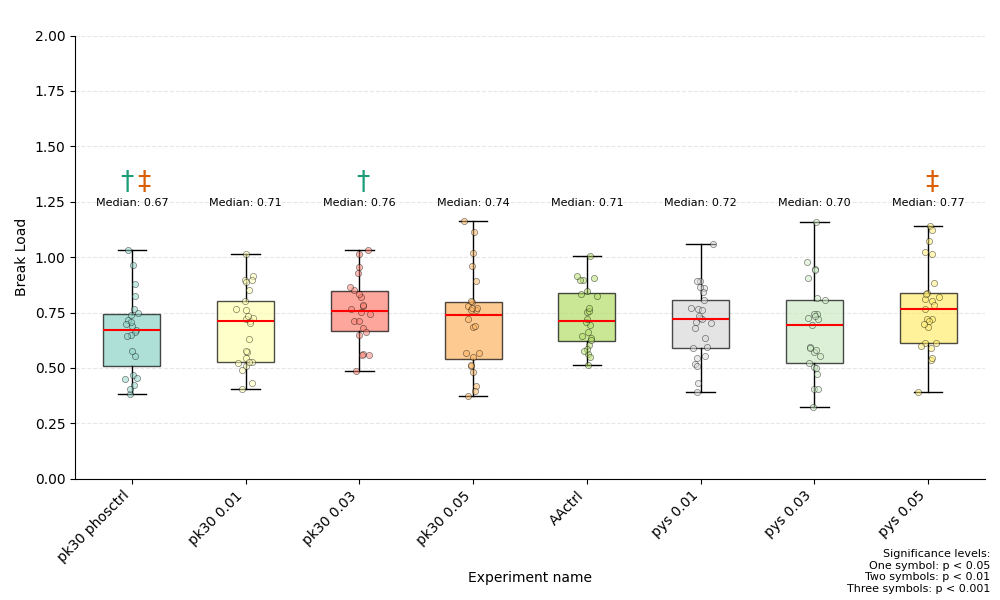 2.00
1.75
1.50
1.25
1.00
0.75
0.50
0.25
0.00
Break Load
† ‡ † ‡
Median: 0.67 Median: 0.71 Median: 0.76 Median: 0.74 Median: 0.71 Median: 0.72 Median: 0.70 Median: 0.77
pk30 phosctrl
pk30 0.01
pk30 0.03
pk30 0.05
AActrl
pys 0.01
pys 0.03
pys 0.05
Experiment name
Significance levels:
One symbol: p < 0.05
Two symbols: p < 0.01
Three symbols: p < 0.001